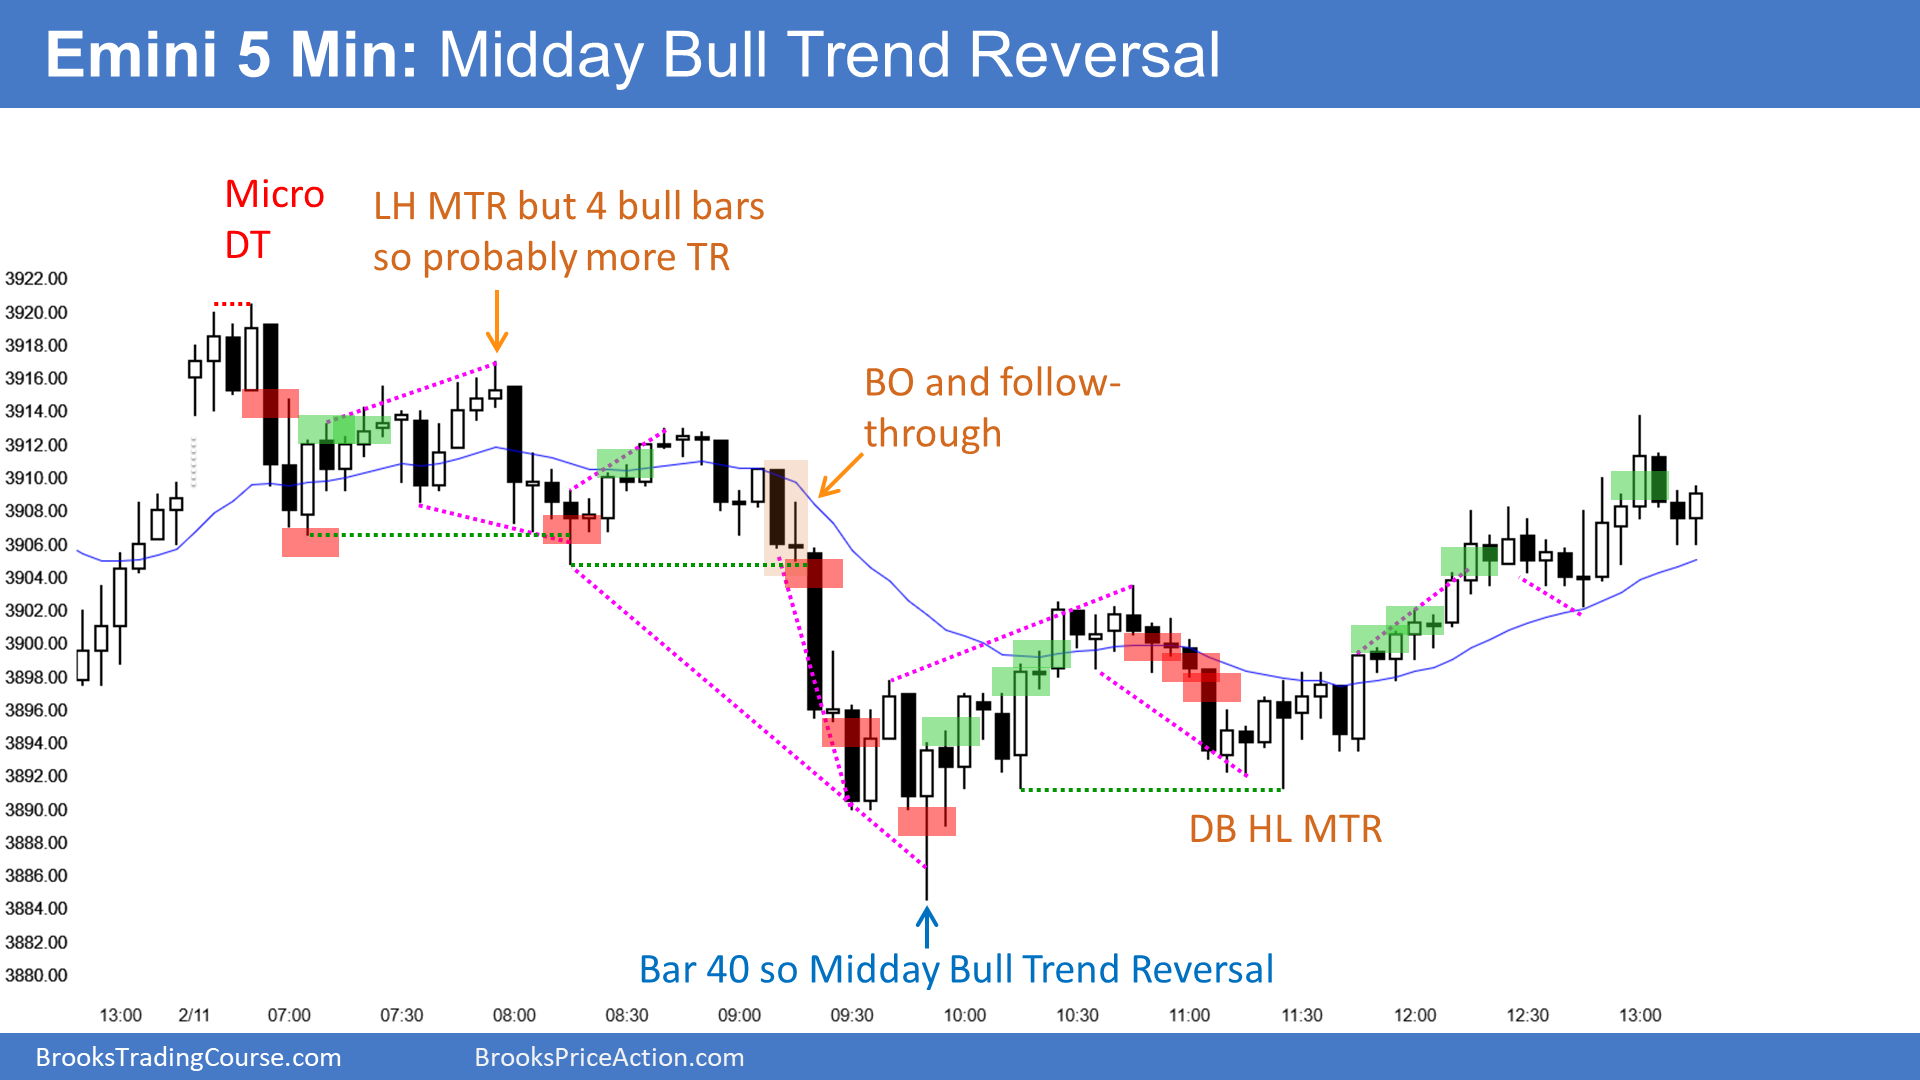 Emini 5 Min: Midday Bull Trend Reversal
Micro
DT
LH MTR but 4 bull bars
so probably more TR
BO and follow-
through
3922.00
3920.00
3918.00
3916.00
3914.00
3912.00
3910.00
3908.00
3906.00
3904.00
3902.00
3900.00
3898.00
3896.00
3894.00
3892.00
3890.00
3888.00
3886.00
3884.00
3882.00
3880.00
DB HL MTR
Bar 40 so Midday Bull Trend Reversal
13:00 2/11 07:00 07:30 08:00 08:30 09:00 09:30 10:00 10:30 11:00 11:30 12:00 12:30 13:00
BrooksTradingCourse.com BrooksPriceAction.com